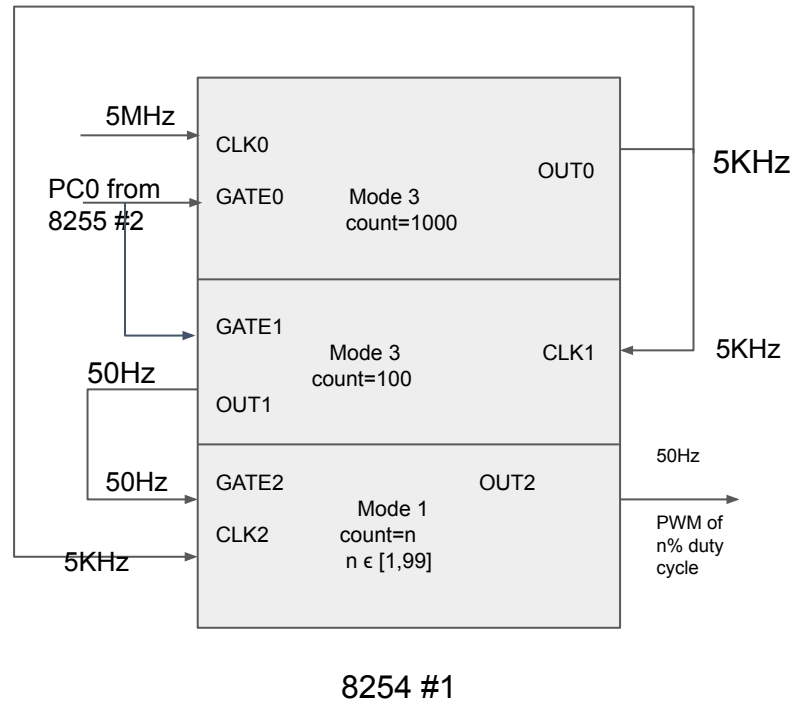 5MHz
CLK0
OUT0
5KHz
PC0 from
8255 #2
GATE0
Mode 3
count=1000
GATE1
Mode 3
count=100
CLK1
5KHz
50Hz
OUT1
50Hz
GATE2
OUT2
50Hz
CLK2
Mode 1
count=n
n ϵ [1,99]
5KHz
PWM of
n% duty
cycle
8254 #1